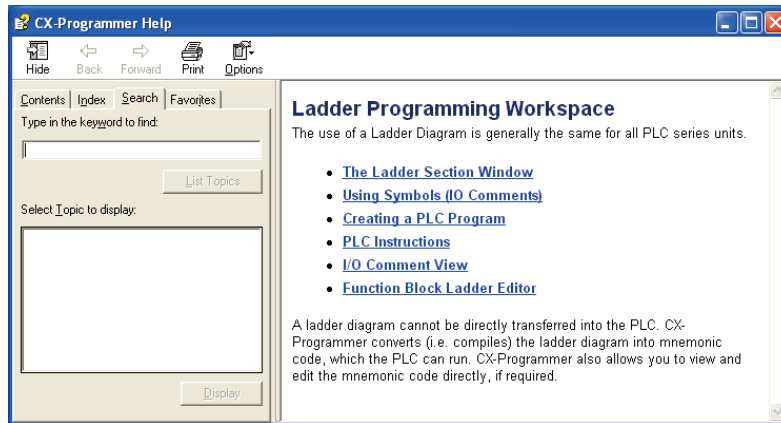 CX-Programmer Help
Hide Back Forward Print Options
Contents Index Search Favorites
Type in the keyword to find:
List Topics
Select Topic to display:
Display
Ladder Programming Workspace
The use of a Ladder Diagram is generally the same for all PLC series units.
The Ladder Section Window
Using Symbols (IO Comments)
Creating a PLC Program
PLC Instructions
I/O Comment View
Function Block Ladder Editor
A ladder diagram cannot be directly transferred into the PLC. CX-
Programmer converts (i.e. compiles) the ladder diagram into mnemonic
code, which the PLC can run. CX-Programmer also allows you to view and
edit the mnemonic code directly, if required.